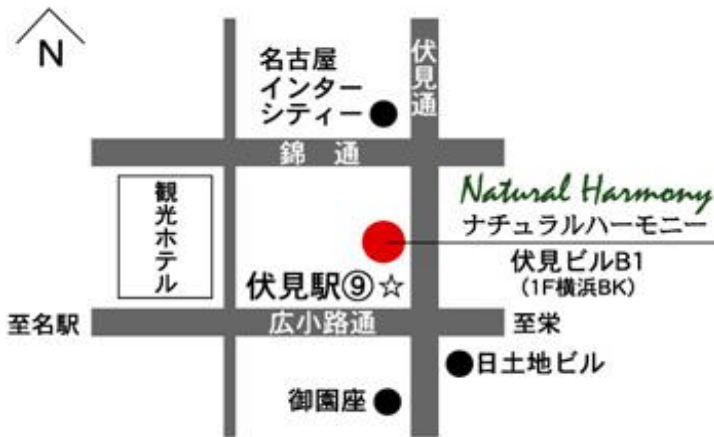 N
名古屋
インター
シティー
伏見通
錦 通
観光ホテル
Natural Harmony
ナチュラルハーモニー
伏見ビルB1
(1F横浜BK)
伏見駅⑨☆
至名駅
広小路通
至栄
日土地ビル
御園座